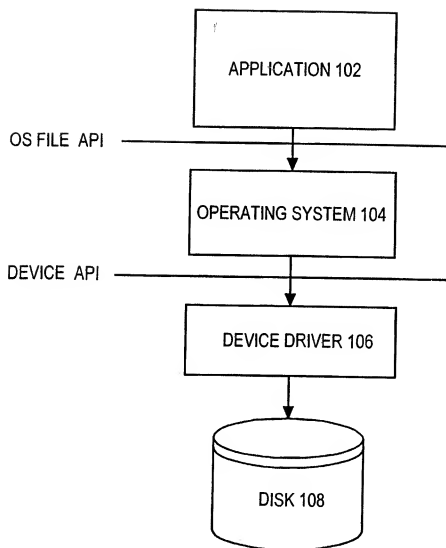 APPLICATION 102
OS FILE API
OPERATING SYSTEM 104
DEVICE API
DEVICE DRIVER 106
DISK 108